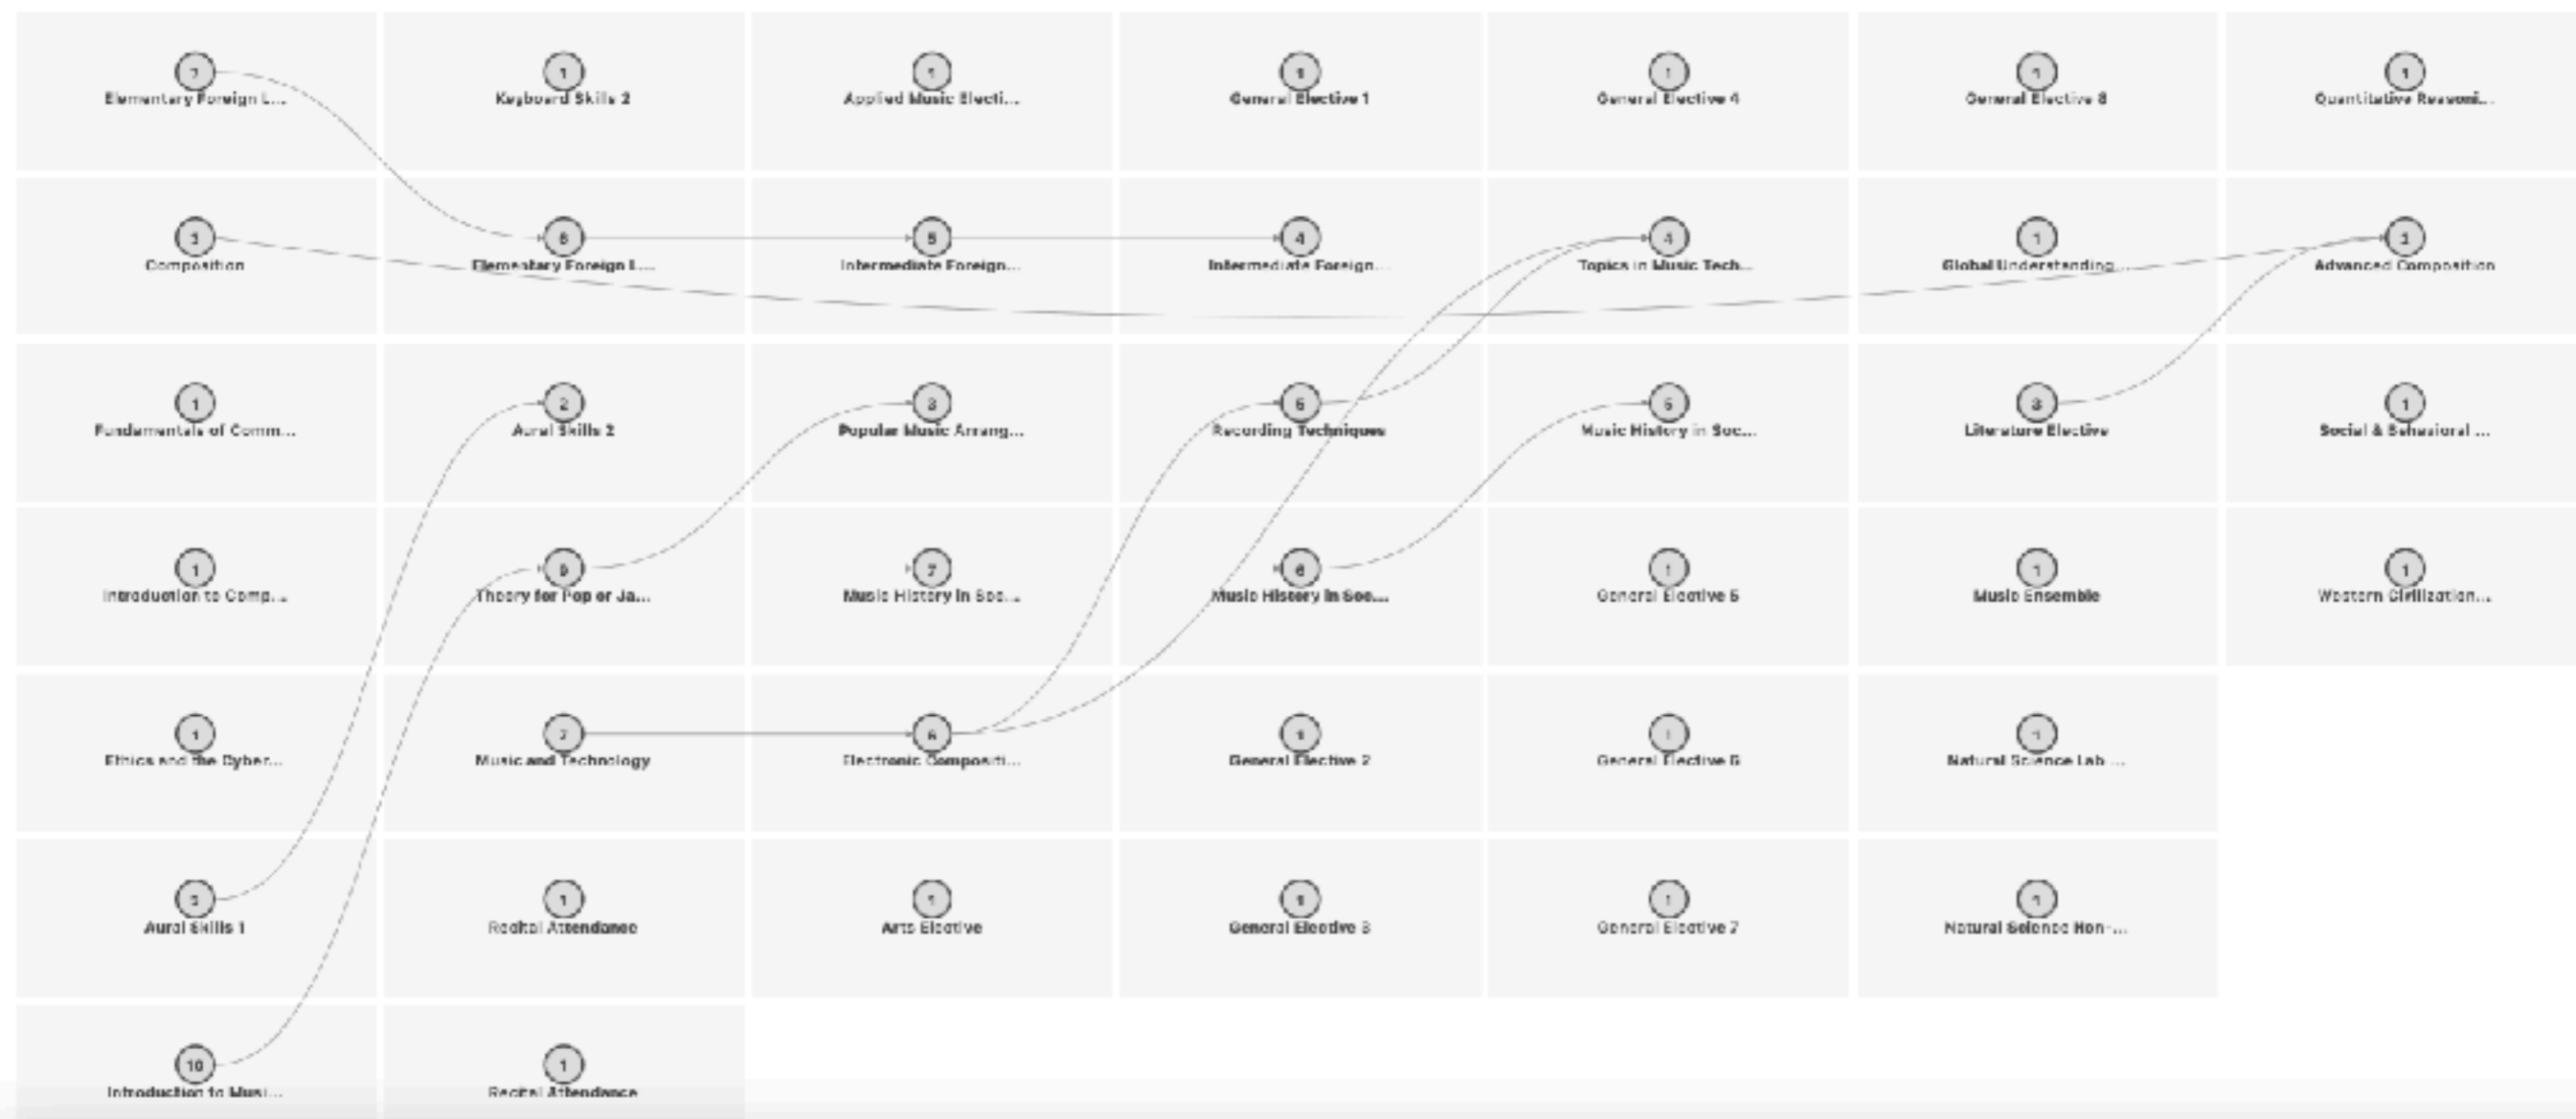 7 1 1 1 1 1 1
Elementary Foreign L... Keyboard Skills 2 Applied Music Electi... General Elective 1 General Elective 4 General Elective 8 Quantitative Reasoni...
3 6 5 4 4 1
Composition Elementary Foreign L... Intermediate Foreign... Intermediate Foreign... Topics in Music Tech... Global Understanding... Advanced Composition
1 2 3 5 3 1
Fundamentals of Comm... Aural Skills 2 Popular Music Arrang... Recording Techniques Music History in Soc... Literature Elective Social & Behavioral ...
1 9 7 6 1 1 1
Introduction to Comp... Theory for Pop or Ja... Music History in Soc... Music History in Soc... General Elective 5 Music Ensemble Western Civilization...
1 7 6 1 1 1
Ethics and the Cyber... Music and Technology Electronic Compositi... General Elective 2 General Elective 6 Natural Science Lab ...
1 1 1 1 1
Aural Skills 1 Recital Attendance Arts Elective General Elective 3 General Elective 7 Natural Science Non-...
10 1
Introduction to Musi... Recital Attendance